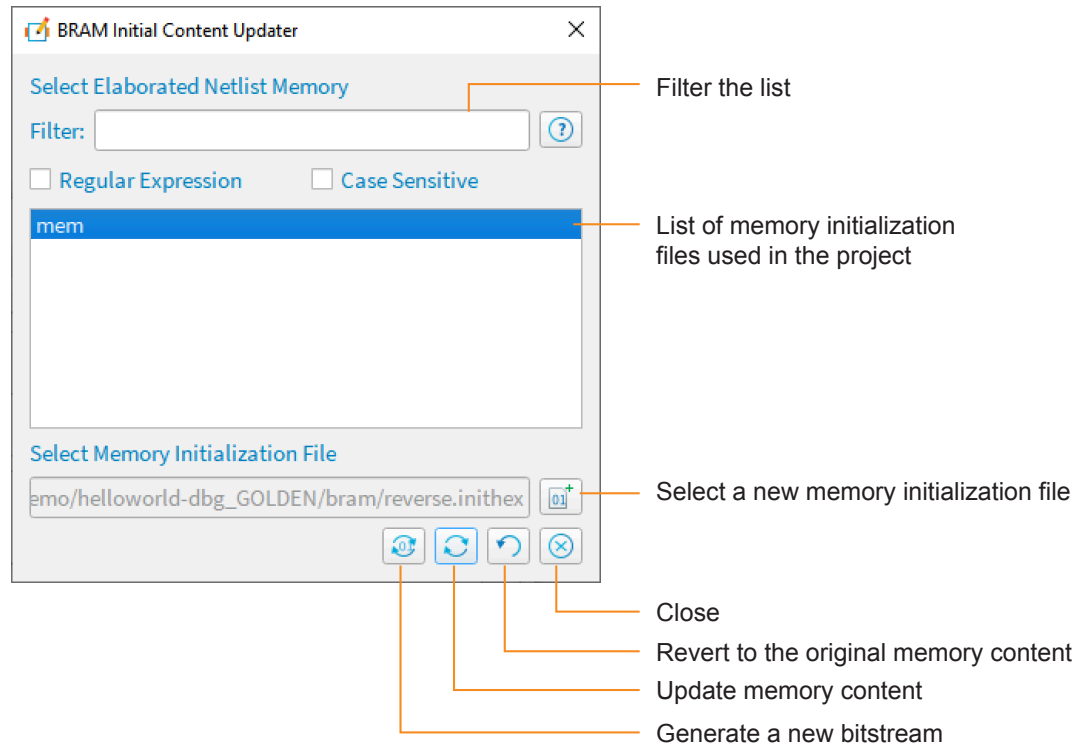 BRAM Initial Content Updater
Select Elaborated Netlist Memory
Filter the list
Filter:
Regular Expression
Case Sensitive
mem
List of memory initialization
files used in the project
Select Memory Initialization File
emo/helloworld-dbg_GOLDEN/bram/reverse.inithex
01
Select a new memory initialization file
01
Close
Revert to the original memory content
Update memory content
Generate a new bitstream